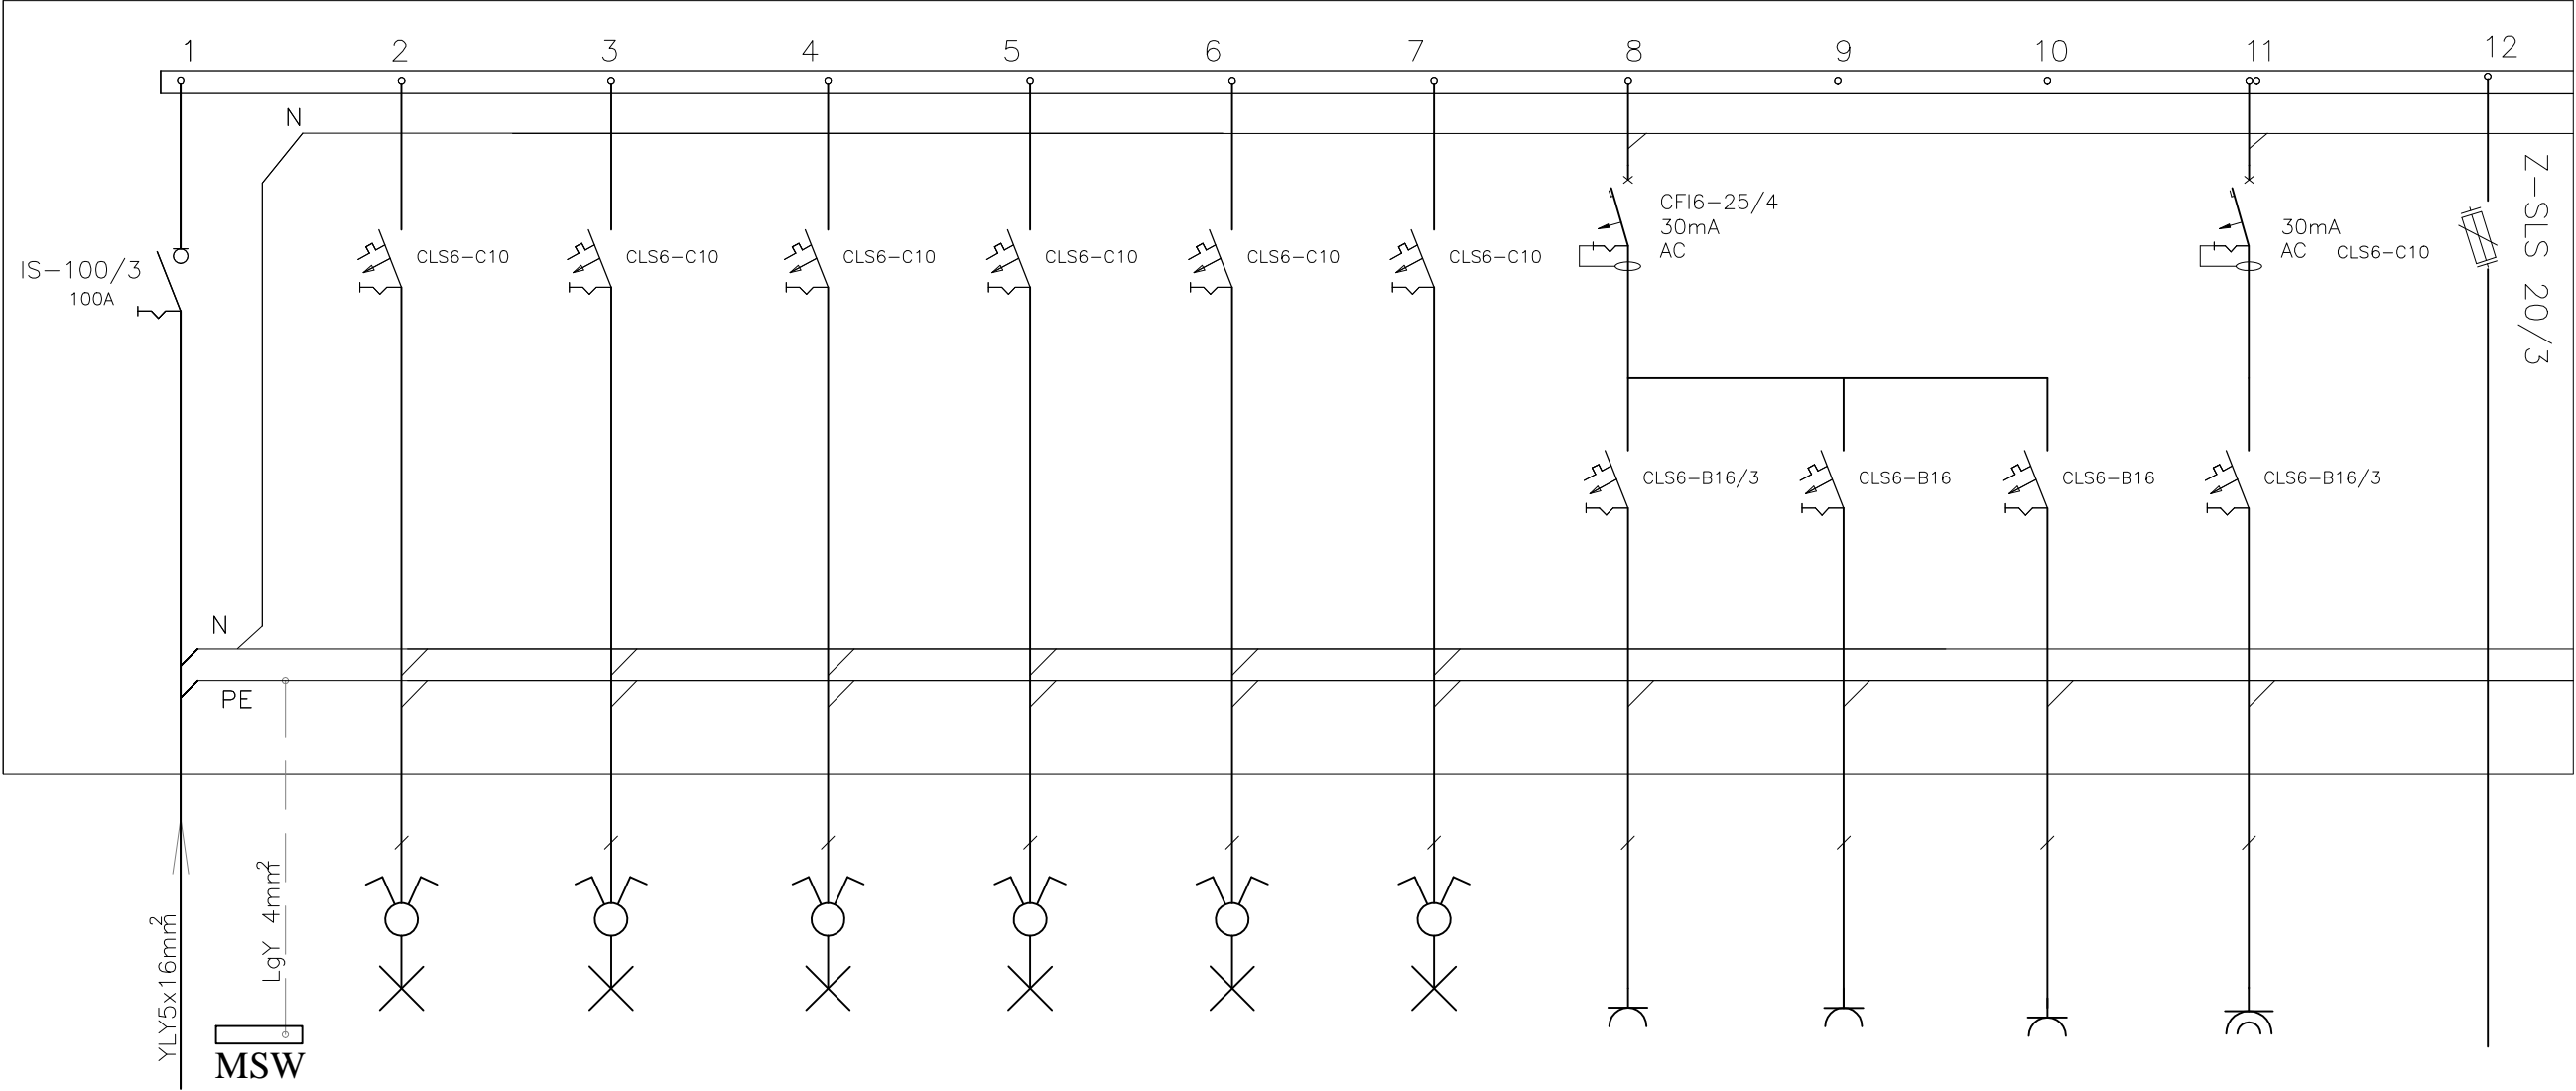 1 2 3 4 5 6 7 8 9 10 11 12
N
IS-100/3
100A
CLS6-C10
CLS6-C10
CLS6-C10
CLS6-C10
CLS6-C10
CLS6-C10
CFI6-25/4
30mA
AC
30mA
AC CLS6-C10
Z-SLS 20/3
CLS6-B16/3
CLS6-B16
CLS6-B16
CLS6-B16/3
N
PE
YLY5x16mm²
LgY 4mm²
MSW